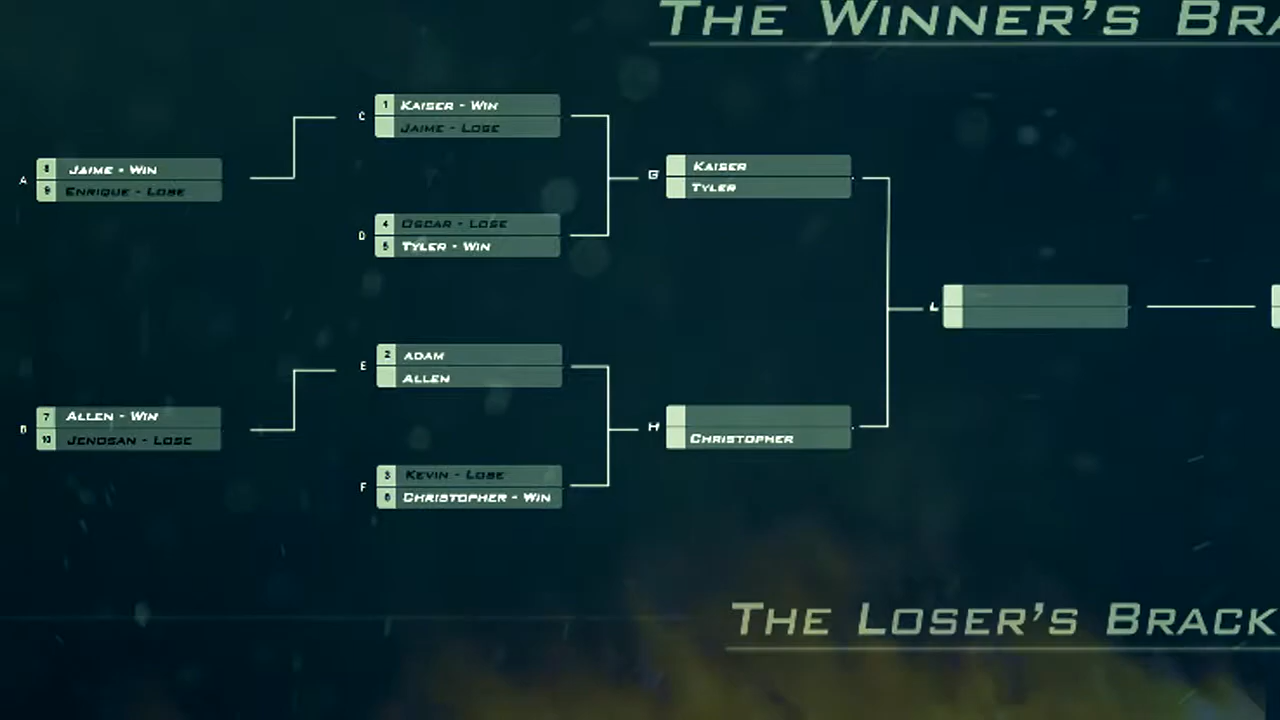 THE WINNER'S BRA
C
1 KAISER - WIN
JAIME - LOSE
A
8 JAIME - WIN
9 ENRIQUE - LOSE
G
KAISER
TYLER
D
4 OSCAR - LOSE
5 TYLER - WIN
L
E
2 ADAM
ALLEN
B
7 ALLEN - WIN
10 JENOSAN - LOSE
H
CHRISTOPHER
F
3 KEVIN - LOSE
6 CHRISTOPHER - WIN
THE LOSER'S BRACK